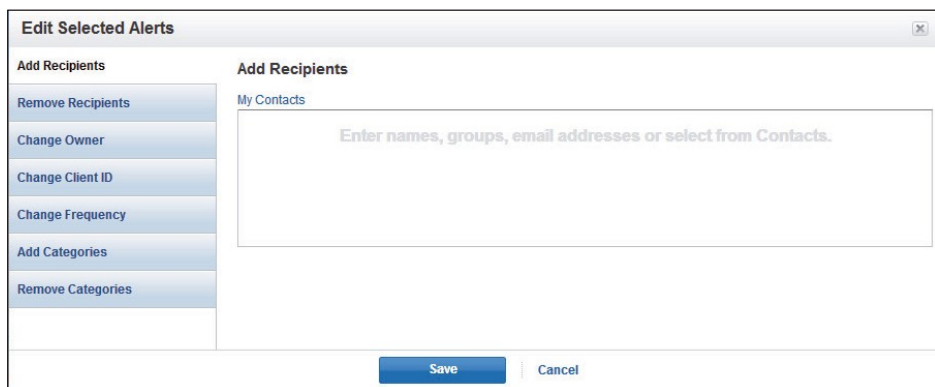 Edit Selected Alerts
Add Recipients
Remove Recipients
Change Owner
Change Client ID
Change Frequency
Add Categories
Remove Categories
Add Recipients
My Contacts
Enter names, groups, email addresses or select from Contacts.
Save
Cancel